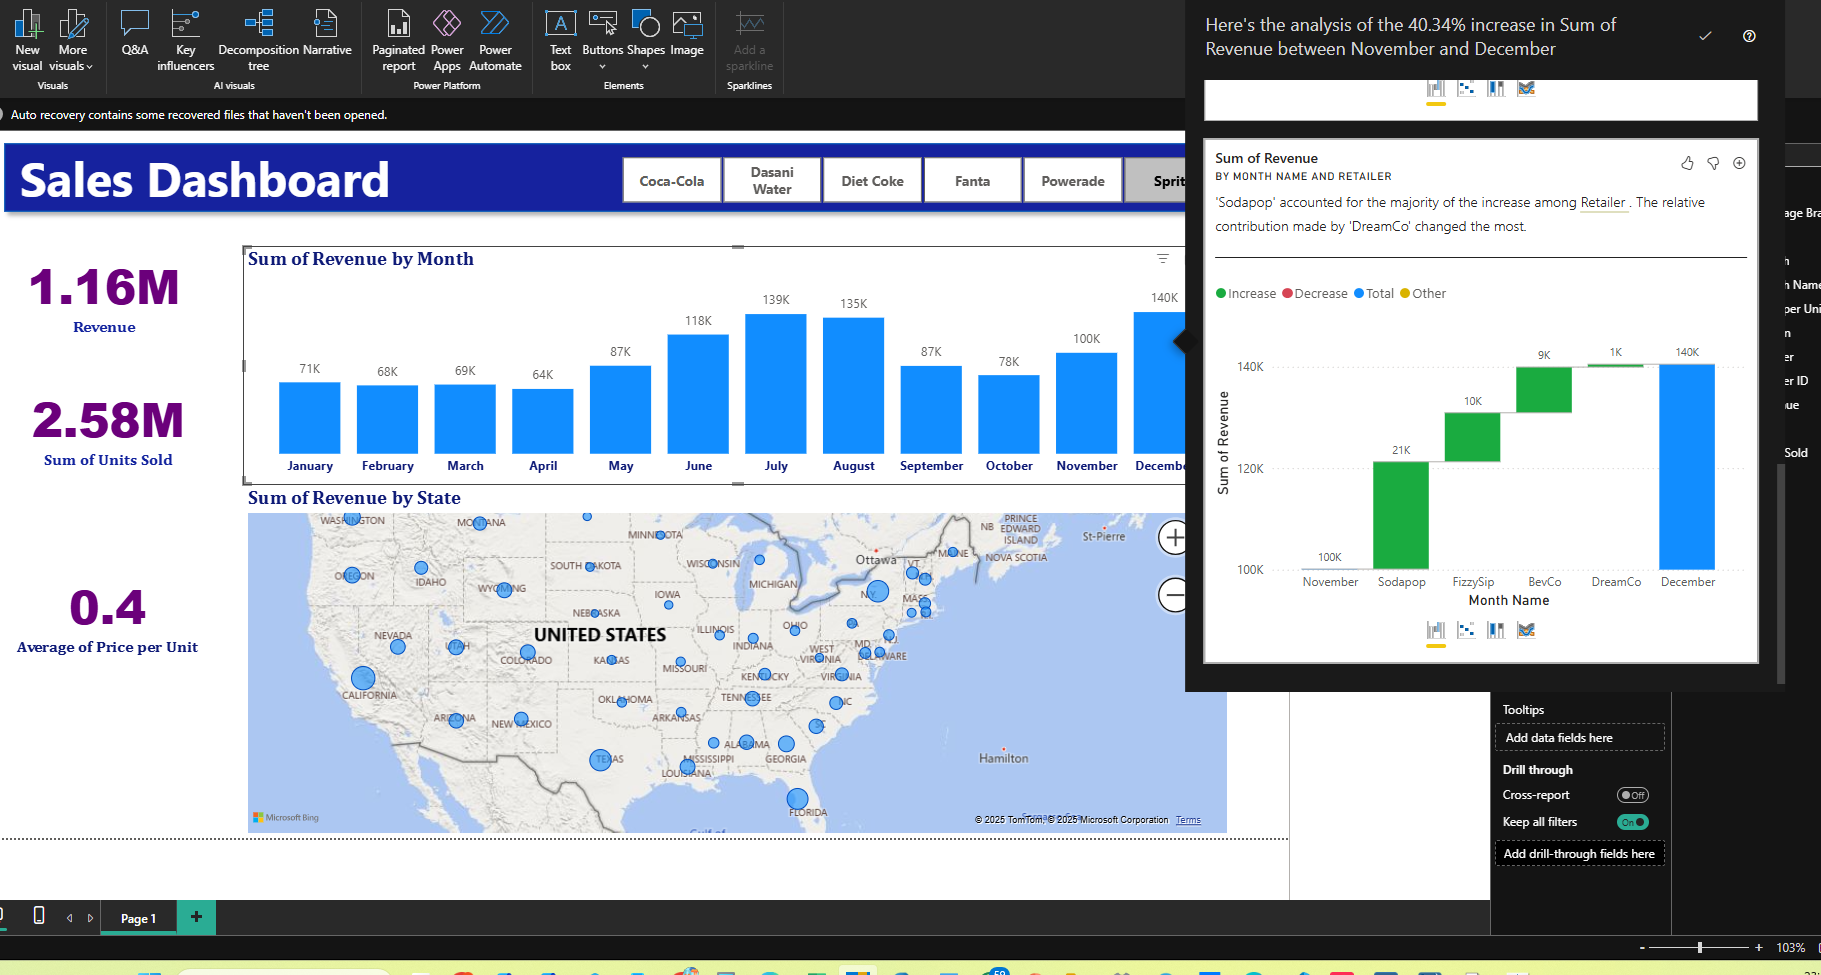 New visual
More visuals
Visuals
Q&A
Key influencers
Decomposition tree
Narrative
AI visuals
Paginated report
Power Apps
Power Automate
Power Platform
Text box
Buttons
Shapes
Image
Elements
Add a sparkline
Sparklines
Auto recovery contains some recovered files that haven't been opened.
Sales Dashboard
Coca-Cola
Dasani Water
Diet Coke
Fanta
Powerade
Sprit
1.16M
Revenue
2.58M
Sum of Units Sold
0.4
Average of Price per Unit
Sum of Revenue by Month
71K
68K
69K
64K
87K
118K
139K
135K
87K
78K
100K
140K
January
February
March
April
May
June
July
August
September
October
November
Decembe
Sum of Revenue by State
WASHINGTON
MONTANA
MINNESOTA
OREGON
IDAHO
SOUTH DAKOTA
WISCONSIN
WYOMING
MICHIGAN
IOWA
NEBRASKA
UNITED STATES
ILLINOIS
INDIANA
OHIO
NEVADA
UTAH
COLORADO
KANSAS
MISSOURI
WEST VIRGINIA
KENTUCKY
VIRGINIA
CALIFORNIA
OKLAHOMA
TENNESSEE
NC
ARIZONA
NEW MEXICO
ARKANSAS
SC
ALABAMA
TEXAS
MISSISSIPPI
GEORGIA
LOUISIANA
FLORIDA
Ottawa
VT
MAINE
NB
PRINCE EDWARD ISLAND
NOVA SCOTIA
St-Pierre
MASS
MD
DELAWARE
Hamilton
Microsoft Bing
© 2025 TomTom, © 2025 Microsoft Corporation
Terms
Here's the analysis of the 40.34% increase in Sum of
Revenue between November and December
Sum of Revenue
BY MONTH NAME AND RETAILER
'Sodapop' accounted for the majority of the increase among Retailer . The relative
contribution made by 'DreamCo' changed the most.
Increase
Decrease
Total
Other
Sum of Revenue
140K
120K
100K
100K
21K
10K
9K
1K
140K
November
Sodapop
FizzySip
BevCo
DreamCo
December
Month Name
age Bra
h
h Name
per Uni
n
er
er ID
ue
Sold
Tooltips
Add data fields here
Drill through
Cross-report
Off
Keep all filters
On
Add drill-through fields here
Page 1
+
- + 103%
59